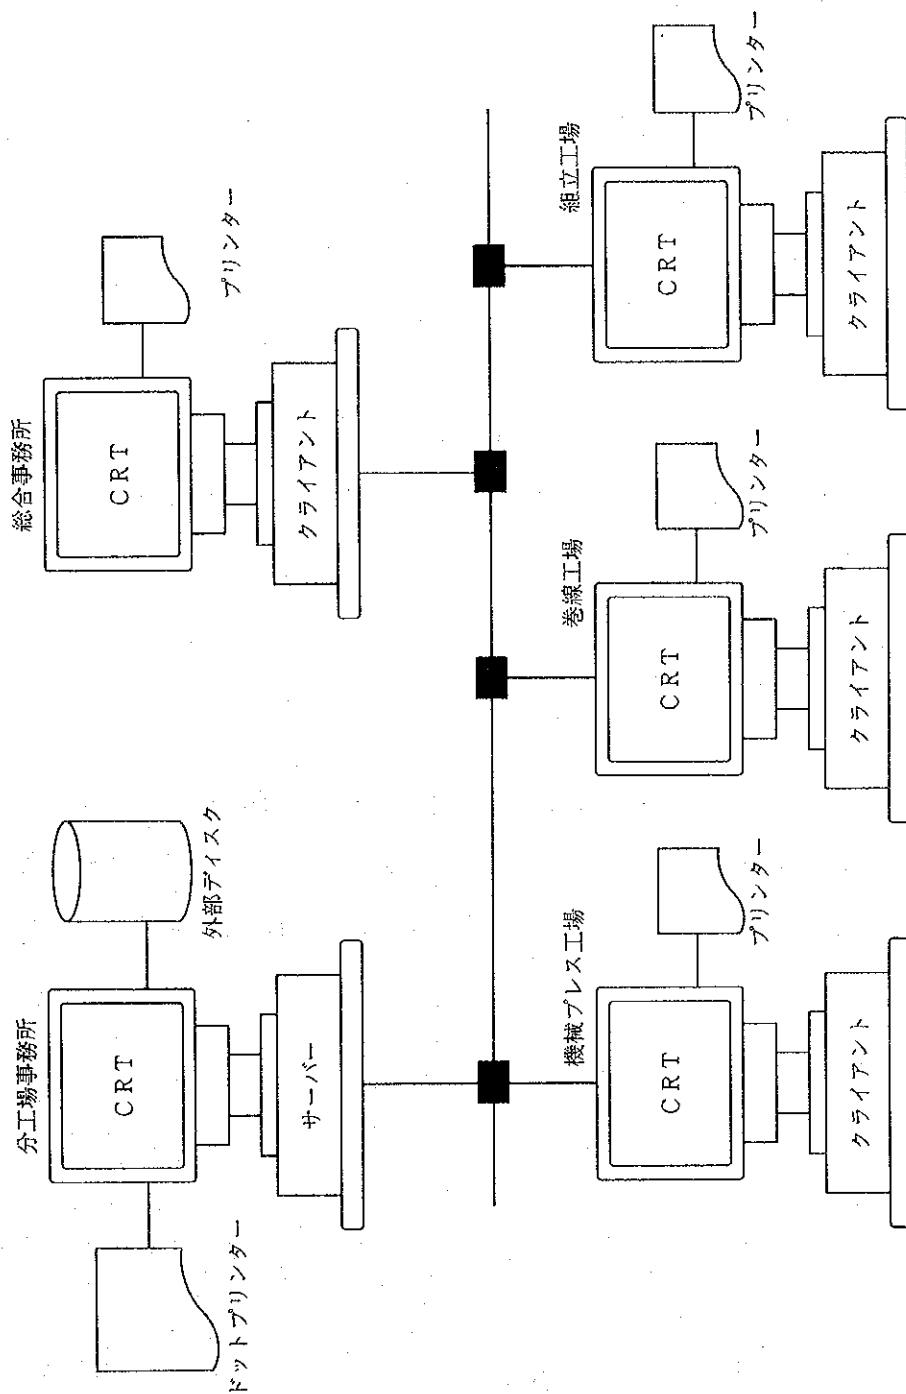 分工場事務所
CRT
サーバー
ドットプリンター
外部ディスク
総合事務所
CRT
クライアント
プリンター
機械プレス工場
CRT
クライアント
プリンター
巻線工場
CRT
クライアント
プリンター
組立工場
CRT
クライアント
プリンター